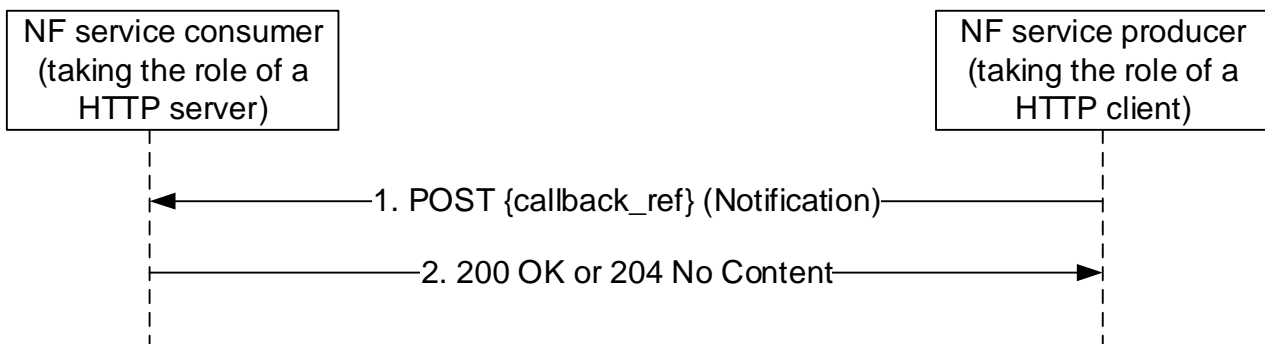 NF service consumer
(taking the role of a
HTTP server)
NF service producer
(taking the role of a
HTTP client)
1. POST {callback_ref} (Notification)
2. 200 OK or 204 No Content